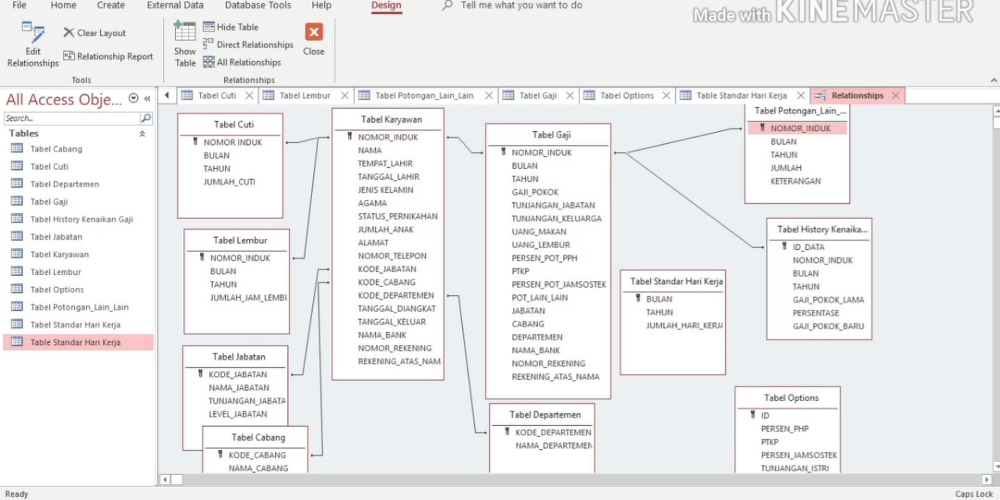 File Home Create External Data Database Tools Help Design Tell me what you want to do
Made with KINEMASTER
Edit Relationships
Clear Layout
Relationship Report
Tools
Show Table
Hide Table
Direct Relationships
All Relationships
Close
Relationships
All Access Obje...
Search...
Tables
Tabel Cabang
Tabel Cuti
Tabel Departemen
Tabel Gaji
Tabel History Kenaikan Gaji
Tabel Jabatan
Tabel Karyawan
Tabel Lembur
Tabel Options
Tabel Potongan_Lain_Lain
Tabel Standar Hari Kerja
Table Standar Hari Kerja
Tabel Cuti Tabel Lembur Tabel Potongan_Lain_Lain Tabel Gaji Tabel Options Table Standar Hari Kerja Relationships
Tabel Cuti
NOMOR INDUK
BULAN
TAHUN
JUMLAH_CUTI
Tabel Lembur
NOMOR_INDUK
BULAN
TAHUN
JUMLAH_JAM_LEMBU
Tabel Jabatan
KODE_JABATAN
NAMA_JABATAN
TUNJANGAN_JABATA
LEVEL_JABATAN
Tabel Cabang
KODE_CABANG
NAMA_CABANG
Tabel Karyawan
NOMOR_INDUK
NAMA
TEMPAT_LAHIR
TANGGAL_LAHIR
JENIS KELAMIN
AGAMA
STATUS_PERNIKAHAN
JUMLAH_ANAK
ALAMAT
NOMOR_TELEPON
KODE_JABATAN
KODE_CABANG
KODE_DEPARTEMEN
TANGGAL_DIANGKAT
TANGGAL_KELUAR
NAMA_BANK
NOMOR_REKENING
REKENING_ATAS_NAM
Tabel Gaji
NOMOR_INDUK
BULAN
TAHUN
GAJI_POKOK
TUNJANGAN_JABATAN
TUNJANGAN_KELUARGA
UANG_MAKAN
UANG_LEMBUR
PERSEN_POT_PPH
PTKP
PERSEN_POT_JAMSOSTEK
POT_LAIN_LAIN
JABATAN
CABANG
DEPARTEMEN
NAMA_BANK
NOMOR_REKENING
REKENING_ATAS_NAMA
Tabel Departemen
KODE_DEPARTEMEN
NAMA_DEPARTEMEN
Tabel Standar Hari Kerja
BULAN
TAHUN
JUMLAH_HARI_KERJA
Tabel Potongan_Lain_...
NOMOR_INDUK
BULAN
TAHUN
JUMLAH
KETERANGAN
Tabel History Kenaika...
ID_DATA
NOMOR_INDUK
BULAN
TAHUN
GAJI_POKOK_LAMA
PERSENTASE
GAJI_POKOK_BARU
Tabel Options
ID
PERSEN_PHP
PTKP
PERSEN_JAMSOSTEK
TUNJANGAN_ISTRI
Ready
Caps Lock